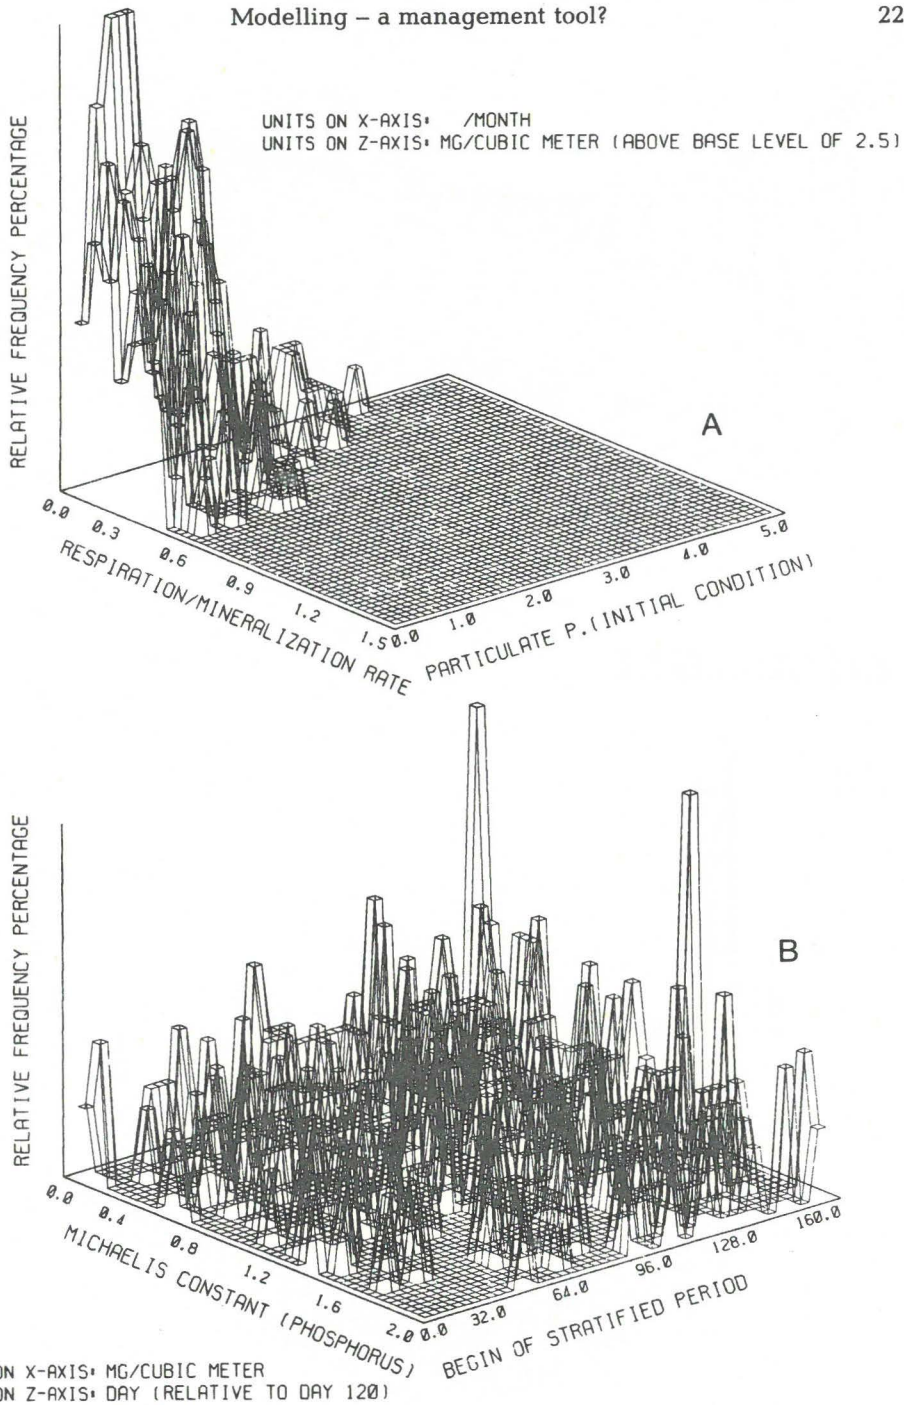 Modelling – a management tool?
22
UNITS ON X-AXIS: /MONTH
UNITS ON Z-AXIS: MG/CUBIC METER (ABOVE BASE LEVEL OF 2.5)
RELATIVE FREQUENCY PERCENTAGE
A
0.0 0.3 0.6 0.9 1.2 1.5
RESPIRATION/MINERALIZATION RATE
0.0 1.0 2.0 3.0 4.0 5.0
PARTICULATE P.(INITIAL CONDITION)
RELATIVE FREQUENCY PERCENTAGE
B
0.0 0.4 0.8 1.2 1.6 2.0
MICHAELIS CONSTANT (PHOSPHORUS)
0.0 32.0 64.0 96.0 128.0 160.0
BEGIN OF STRATIFIED PERIOD
ON X-AXIS: MG/CUBIC METER
ON Z-AXIS: DAY (RELATIVE TO DAY 120)